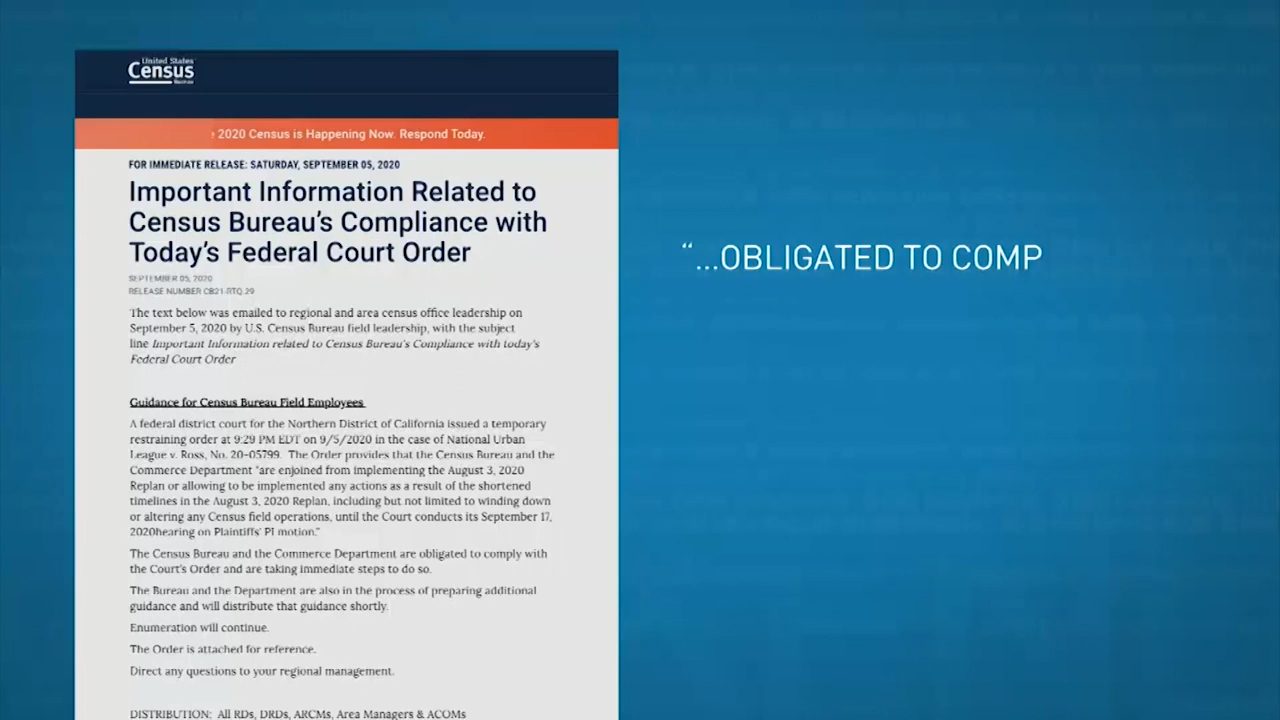 United States
Census
Bureau
2020 Census is Happening Now. Respond Today.
FOR IMMEDIATE RELEASE: SATURDAY, SEPTEMBER 05, 2020
Important Information Related to
Census Bureau's Compliance with
Today's Federal Court Order
SEPTEMBER 05, 2020
RELEASE NUMBER CB21-RTQ.29
The text below was emailed to regional and area census office leadership on
September 5, 2020 by U.S. Census Bureau field leadership, with the subject
line Important Information related to Census Bureau's Compliance with today's
Federal Court Order
Guidance for Census Bureau Field Employees
A federal district court for the Northern District of California issued a temporary
restraining order at 9:29 PM EDT on 9/5/2020 in the case of National Urban
League v. Ross, No. 20-05799. The Order provides that the Census Bureau and the
Commerce Department "are enjoined from implementing the August 3, 2020
Replan or allowing to be implemented any actions as a result of the shortened
timelines in the August 3, 2020 Replan, including but not limited to winding down
or altering any Census field operations, until the Court conducts its September 17,
2020hearing on Plaintiffs' PI motion."
The Census Bureau and the Commerce Department are obligated to comply with
the Court's Order and are taking immediate steps to do so.
The Bureau and the Department are also in the process of preparing additional
guidance and will distribute that guidance shortly.
Enumeration will continue.
The Order is attached for reference.
Direct any questions to your regional management.
DISTRIBUTION: All RDs, DRDs, ARCMs, Area Managers & ACOMs
"...OBLIGATED TO COMP